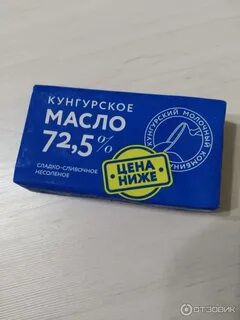 КУНГУРСКОЕ
МАСЛО
72,5%
СЛАДКО-СЛИВОЧНОЕ
НЕСОЛЕНОЕ
ЦЕНА
НИЖЕ
КУНГУРСКИЙ МОЛОЧНЫЙ КОМБИНАТ
ОТЗОВИК